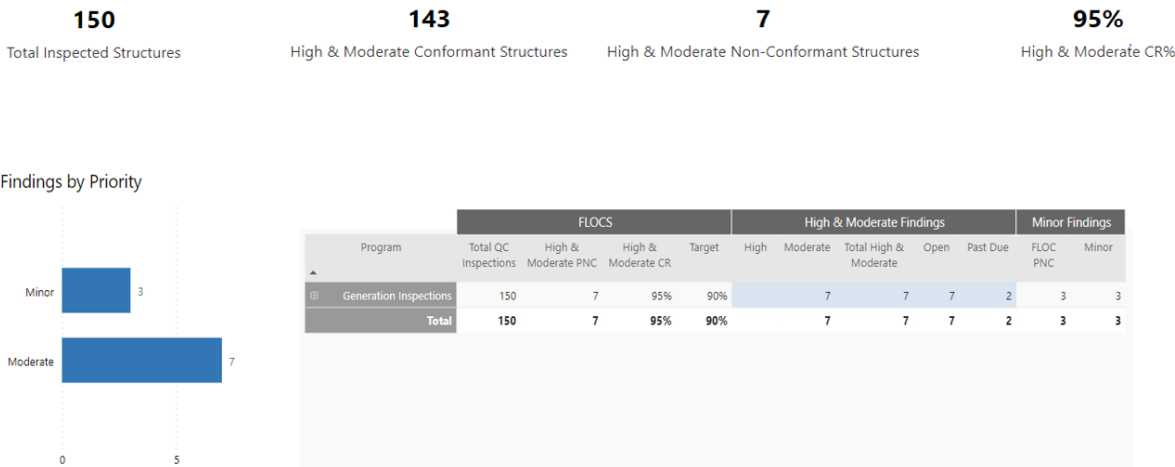 150 143 7 95%
Total Inspected Structures High & Moderate Conformant Structures High & Moderate Non-Conformant Structures High & Moderate CR%
Findings by Priority
Minor 3
Moderate 7
0 5
FLOCS High & Moderate Findings Minor Findings
Program Total QC Inspections High & Moderate PNC High & Moderate CR Target High Moderate Total High & Moderate Open Past Due FLOC PNC Minor
Generation Inspections 150 7 95% 90% 7 7 7 2 3 3
Total 150 7 95% 90% 7 7 7 2 3 3